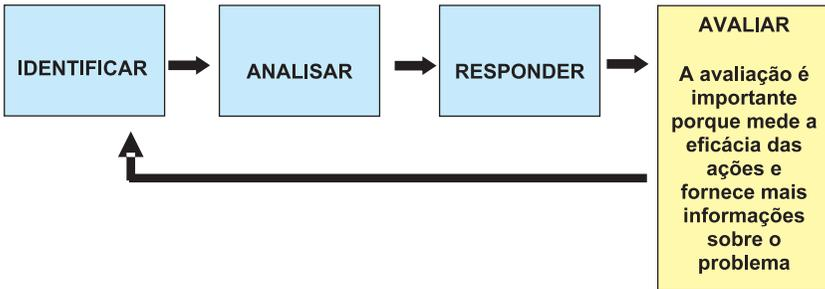 IDENTIFICAR
ANALISAR
RESPONDER
AVALIAR
A avaliação é
importante
porque mede a
eficácia das
ações e
fornece mais
informações
sobre o
problema